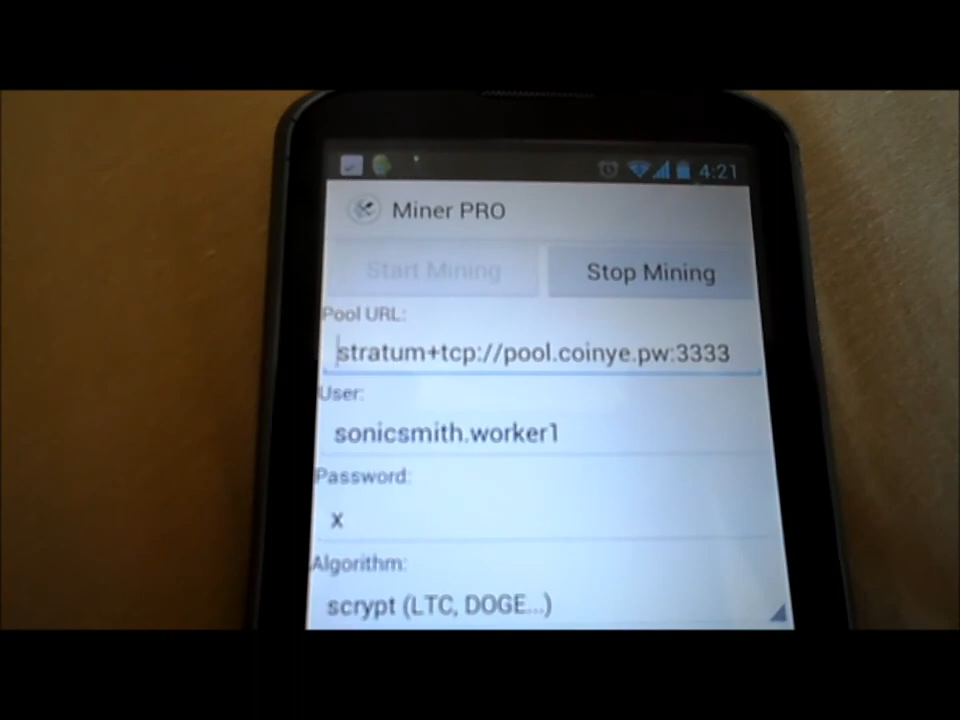 4:21
Miner PRO
Start Mining Stop Mining
Pool URL:
stratum+tcp://pool.coinye.pw:3333
User:
sonicsmith.worker1
Password:
x
Algorithm:
scrypt (LTC, DOGE...)